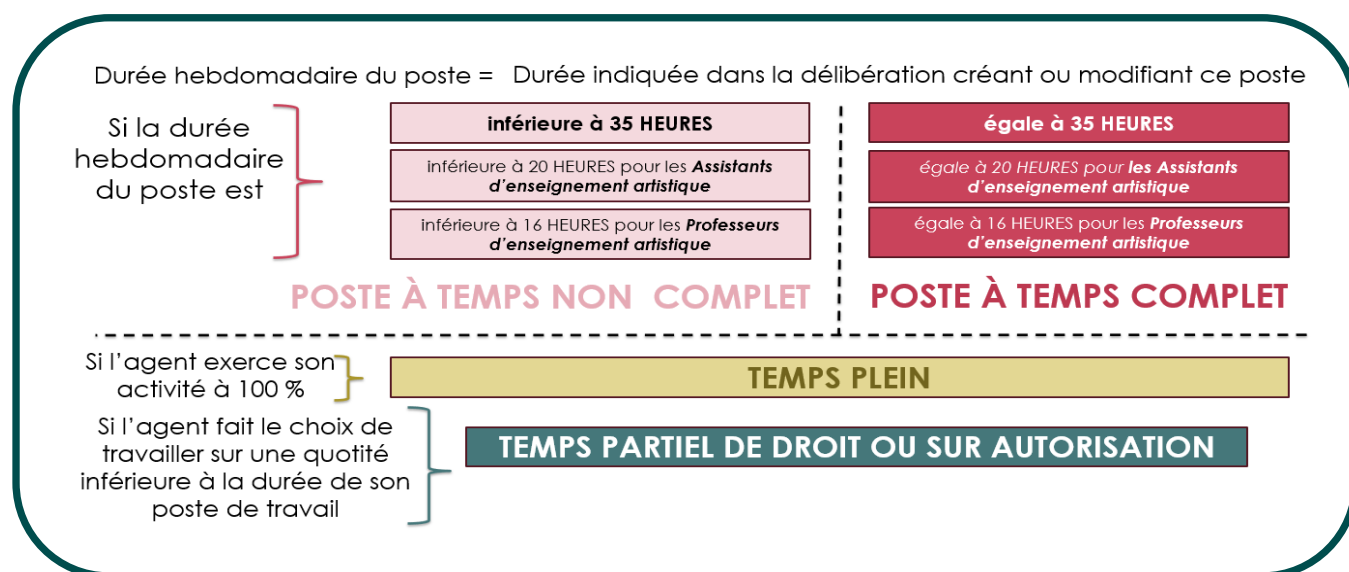 Durée hebdomadaire du poste = Durée indiquée dans la délibération créant ou modifiant ce poste
Si la durée
hebdomadaire
du poste est
inférieure à 35 HEURES
inférieure à 20 HEURES pour les Assistants
d'enseignement artistique
inférieure à 16 HEURES pour les Professeurs
d'enseignement artistique
POSTE À TEMPS NON COMPLET
égale à 35 HEURES
égale à 20 HEURES pour les Assistants
d'enseignement artistique
égale à 16 HEURES pour les Professeurs
d'enseignement artistique
POSTE À TEMPS COMPLET
Si l'agent exerce son
activité à 100 %
TEMPS PLEIN
Si l'agent fait le choix de
travailler sur une quotité
inférieure à la durée de son
poste de travail
TEMPS PARTIEL DE DROIT OU SUR AUTORISATION